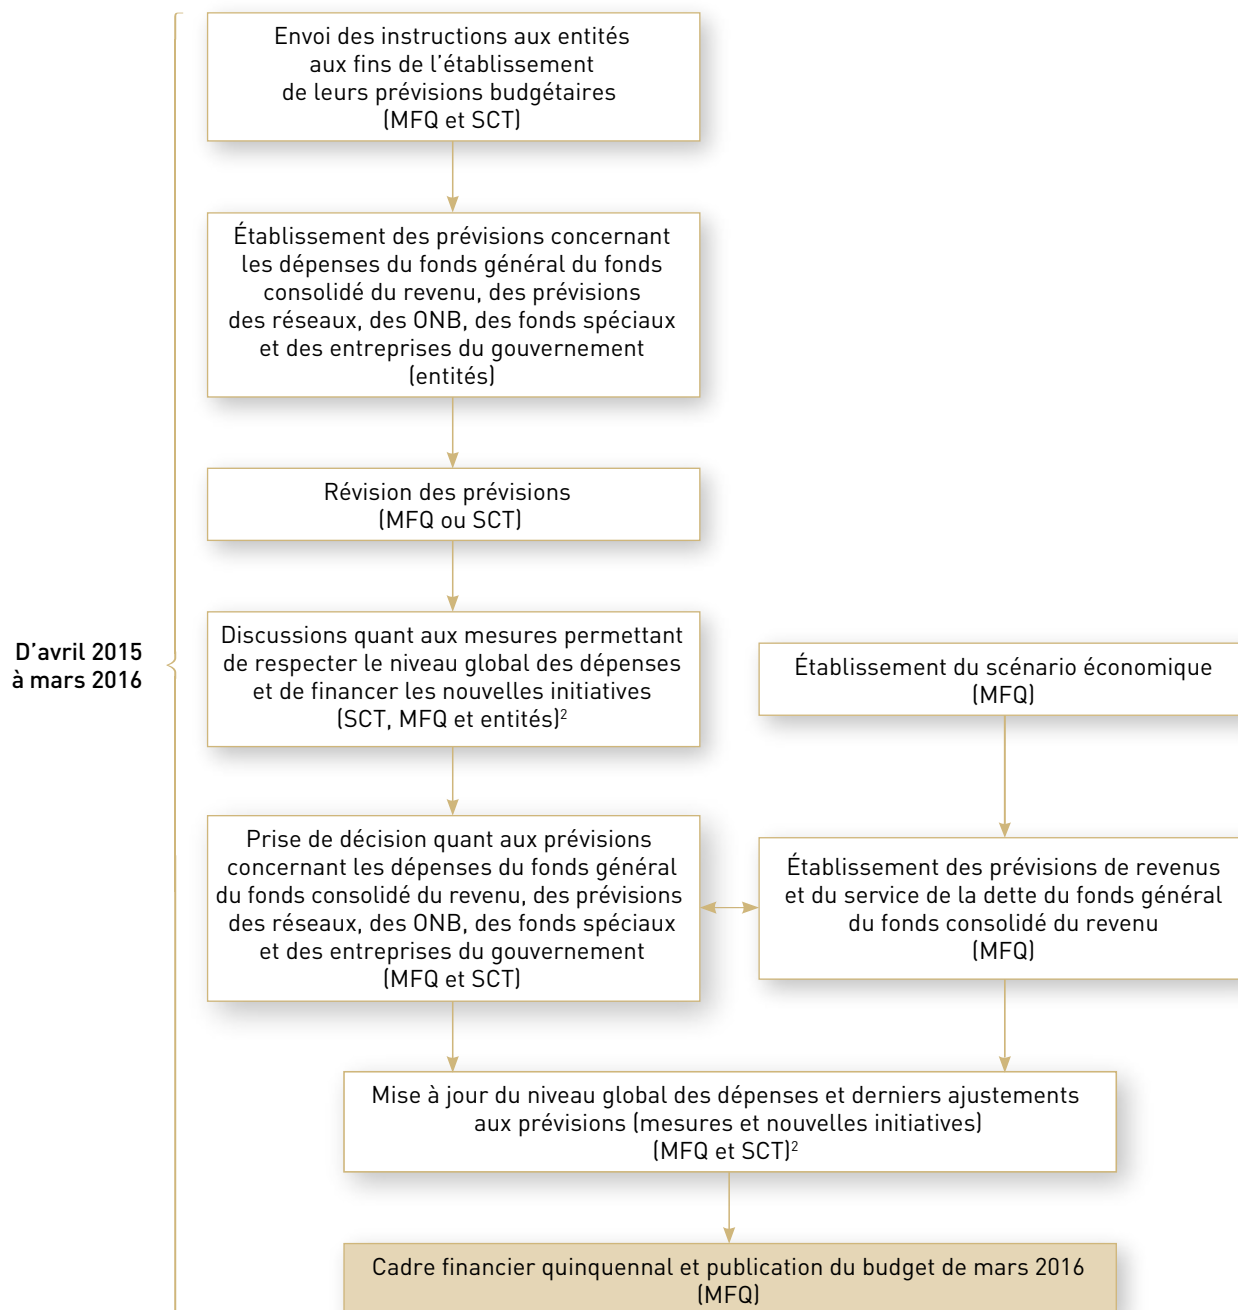 Envoi des instructions aux entités
aux fins de l'établissement
de leurs prévisions budgétaires
(MFQ et SCT)
Établissement des prévisions concernant
les dépenses du fonds général du fonds
consolidé du revenu, des prévisions
des réseaux, des ONB, des fonds spéciaux
et des entreprises du gouvernement
(entités)
Révision des prévisions
(MFQ ou SCT)
D'avril 2015
à mars 2016
Discussions quant aux mesures permettant
de respecter le niveau global des dépenses
et de financer les nouvelles initiatives
(SCT, MFQ et entités)²
Établissement du scénario économique
(MFQ)
Prise de décision quant aux prévisions
concernant les dépenses du fonds général
du fonds consolidé du revenu, des prévisions
des réseaux, des ONB, des fonds spéciaux
et des entreprises du gouvernement
(MFQ et SCT)
Établissement des prévisions de revenus
et du service de la dette du fonds général
du fonds consolidé du revenu
(MFQ)
Mise à jour du niveau global des dépenses et derniers ajustements
aux prévisions (mesures et nouvelles initiatives)
(MFQ et SCT)²
Cadre financier quinquennal et publication du budget de mars 2016
(MFQ)